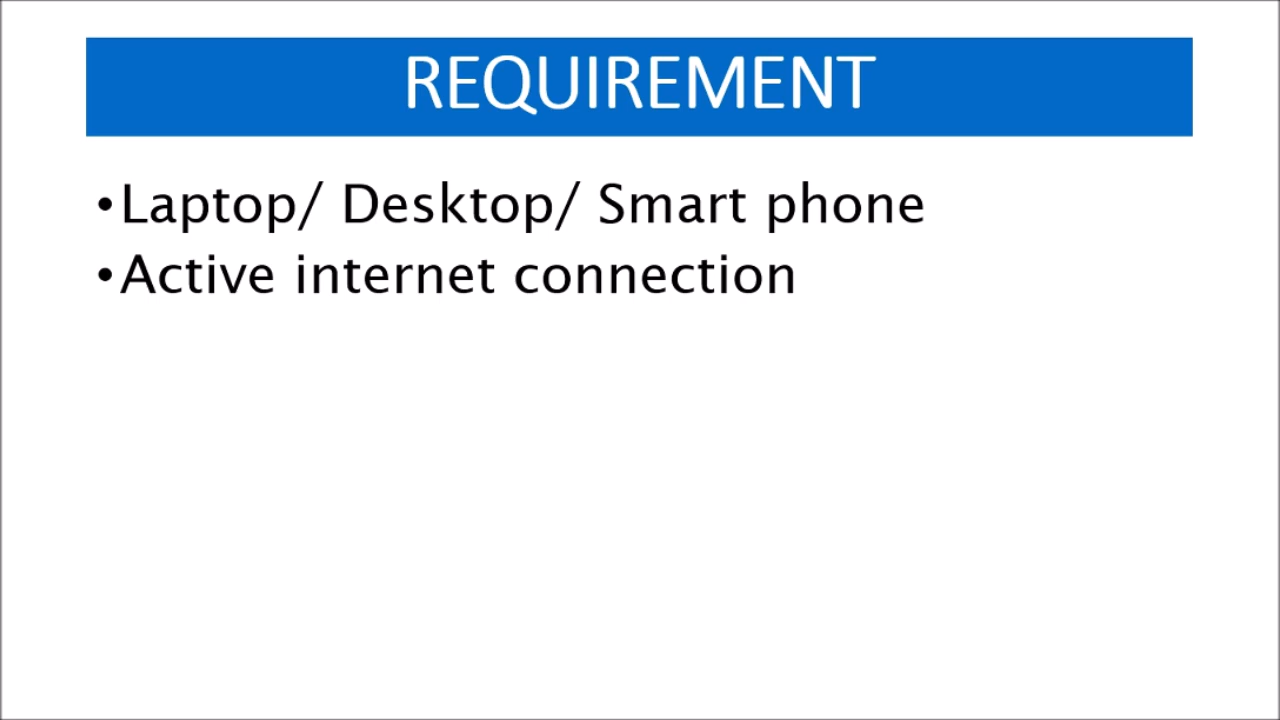 REQUIREMENT
•Laptop/ Desktop/ Smart phone
•Active internet connection